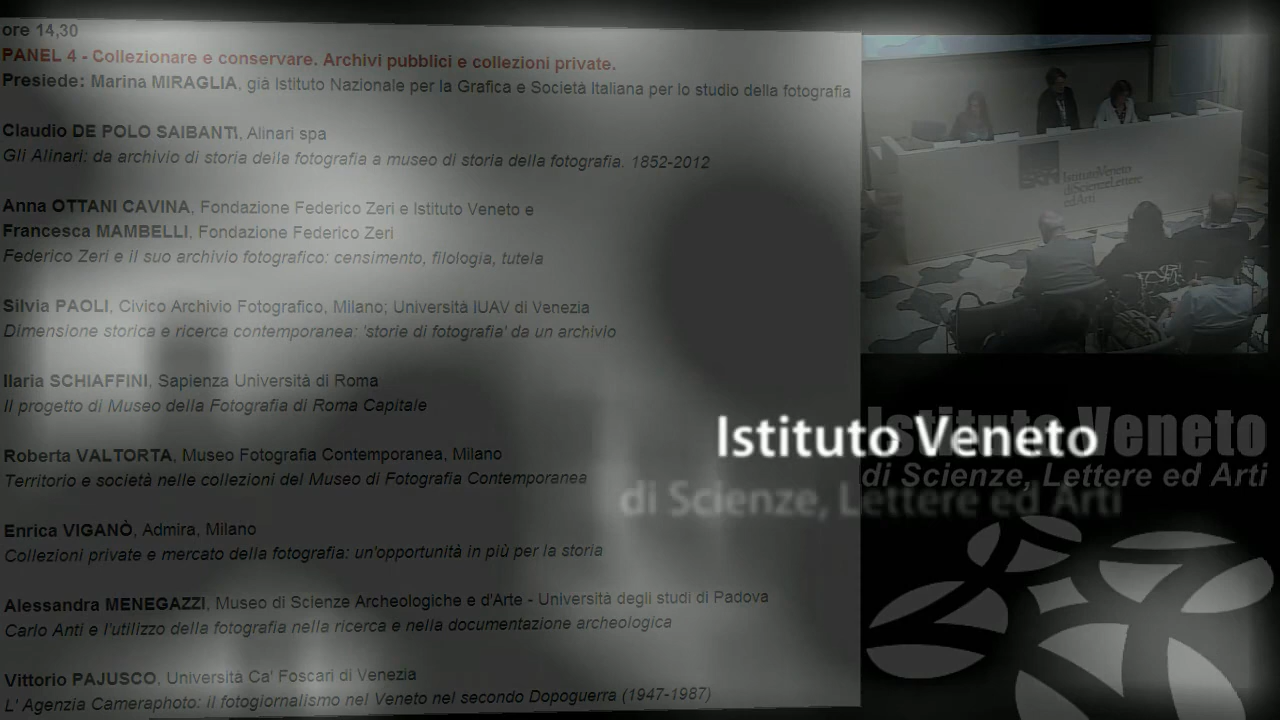 ore 14,30
PANEL 4 - Collezionare e conservare. Archivi pubblici e collezioni private.
Presiede: Marina MIRAGLIA, già Istituto Nazionale per la Grafica e Società Italiana per lo studio della fotografia
Claudio DE POLO SAIBANTI, Alinari spa
Gli Alinari: da archivio di storia della fotografia a museo di storia della fotografia. 1852-2012
Anna OTTANI CAVINA, Fondazione Federico Zeri e Istituto Veneto e
Francesca MAMBELLI, Fondazione Federico Zeri
Federico Zeri e il suo archivio fotografico: censimento, filologia, tutela
Silvia PAOLI, Civico Archivio Fotografico, Milano; Università IUAV di Venezia
Dimensione storica e ricerca contemporanea: 'storie di fotografia' da un archivio
Ilaria SCHIAFFINI, Sapienza Università di Roma
Il progetto di Museo della Fotografia di Roma Capitale
Roberta VALTORTA, Museo Fotografia Contemporanea, Milano
Territorio e società nelle collezioni del Museo di Fotografia Contemporanea
Enrica VIGANÒ, Admira, Milano
Collezioni private e mercato della fotografia: un'opportunità in più per la storia
Alessandra MENEGAZZI, Museo di Scienze Archeologiche e d'Arte - Università degli studi di Padova
Carlo Anti e l'utilizzo della fotografia nella ricerca e nella documentazione archeologica
Vittorio PAJUSCO, Università Ca' Foscari di Venezia
L' Agenzia Cameraphoto: il fotogiornalismo nel Veneto nel secondo Dopoguerra (1947-1987)
IstitutoVeneto
diScienzeLettere
ed Arti
Istituto Veneto
di Scienze, Lettere ed Arti
Istituto Veneto
di Scienze, Lettere ed Arti